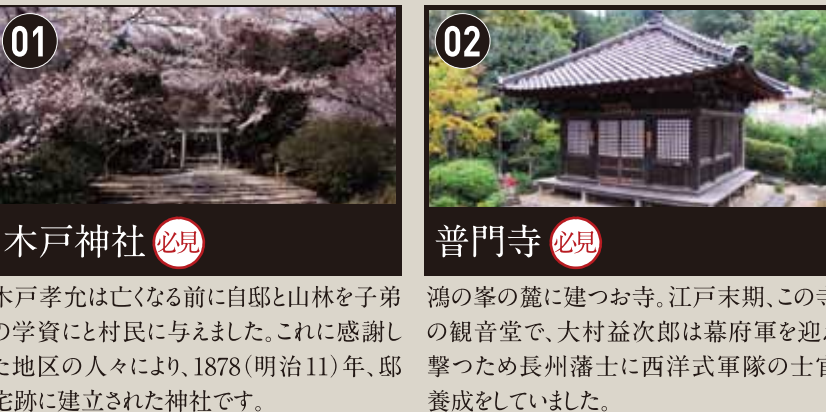 01
木戸神社 必見
木戸孝允は亡くなる前に自邸と山林を子弟
の学資にと村民に与えました。これに感謝し
た地区の人々により、1878(明治11)年、邸
宅跡に建立された神社です。
02
普門寺 必見
鴻の峯の麓に建つお寺。江戸末期、この寺
の観音堂で、大村益次郎は幕府軍を迎え
撃つため長州藩士に西洋式軍隊の士官
養成をしていました。